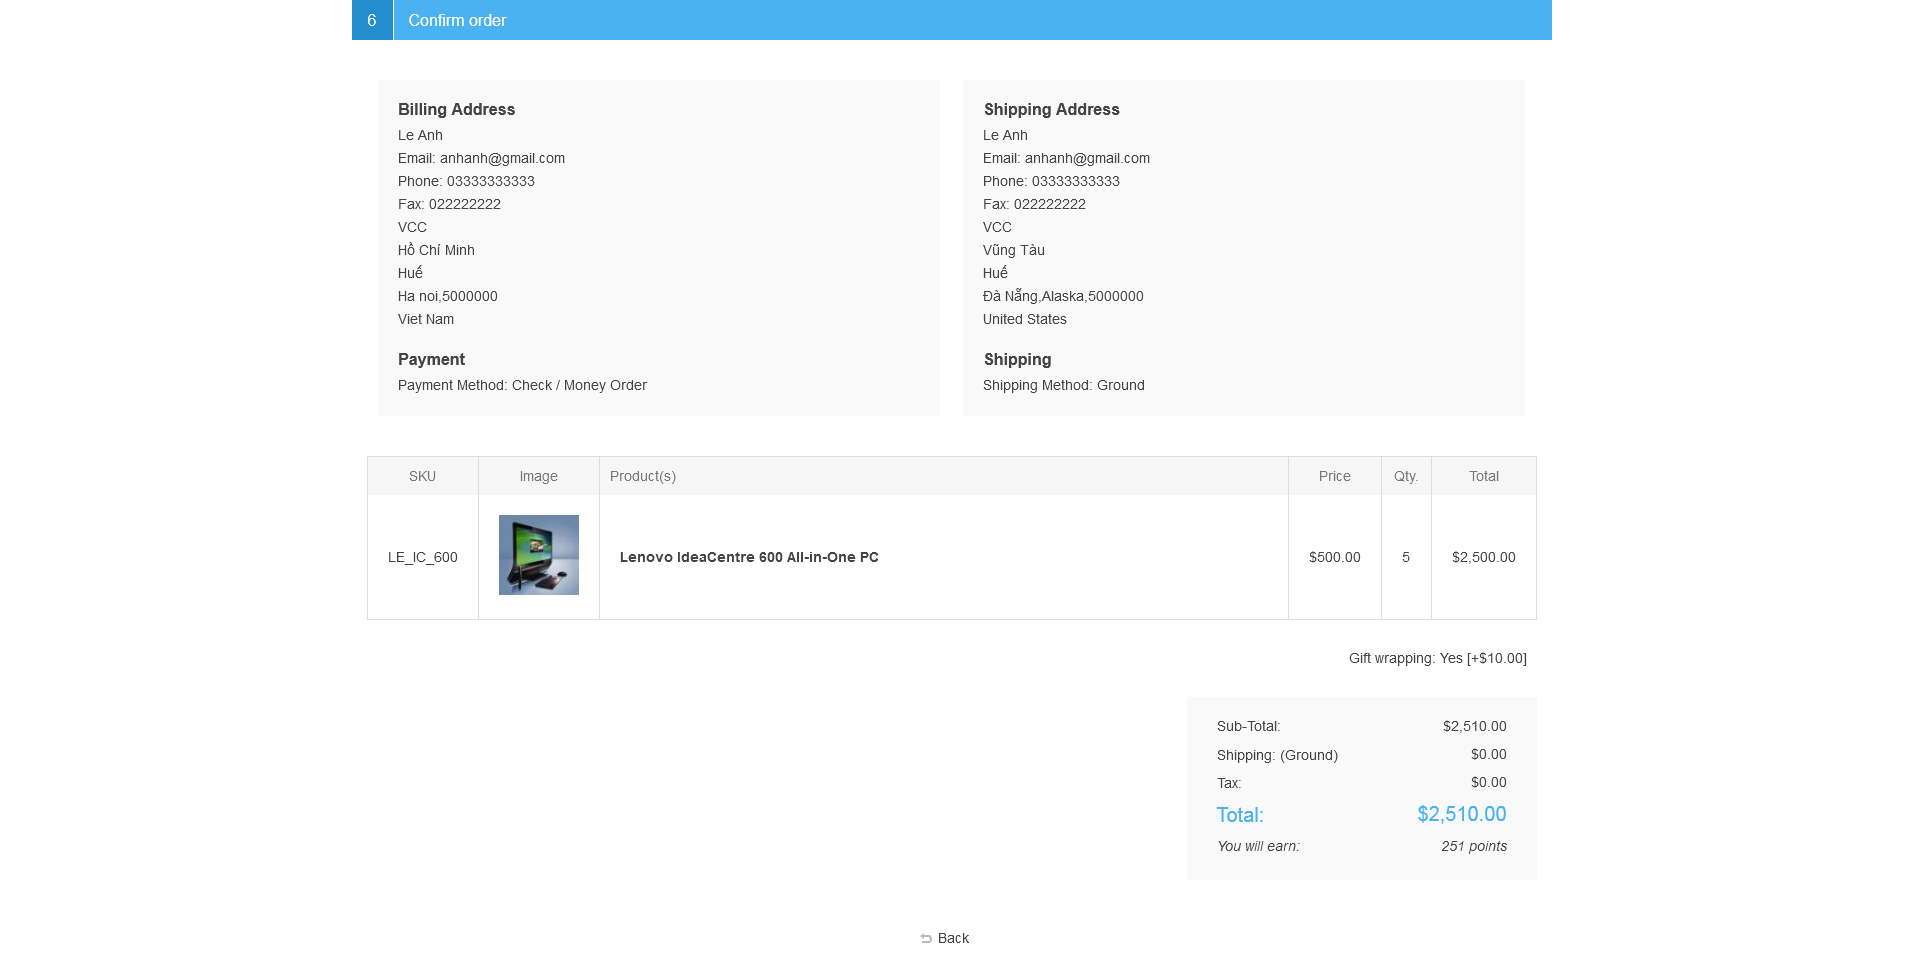 6 Confirm order
Billing Address
Le Anh
Email: anhanh@gmail.com
Phone: 03333333333
Fax: 022222222
VCC
Hồ Chí Minh
Huế
Ha noi,5000000
Viet Nam
Payment
Payment Method: Check / Money Order
Shipping Address
Le Anh
Email: anhanh@gmail.com
Phone: 03333333333
Fax: 022222222
VCC
Vũng Tàu
Huế
Đà Nẵng,Alaska,5000000
United States
Shipping
Shipping Method: Ground
SKU Image Product(s) Price Qty. Total
LE_IC_600 Lenovo IdeaCentre 600 All-in-One PC $500.00 5 $2,500.00
Gift wrapping: Yes [+$10.00]
Sub-Total: $2,510.00
Shipping: (Ground) $0.00
Tax: $0.00
Total: $2,510.00
You will earn: 251 points
Back